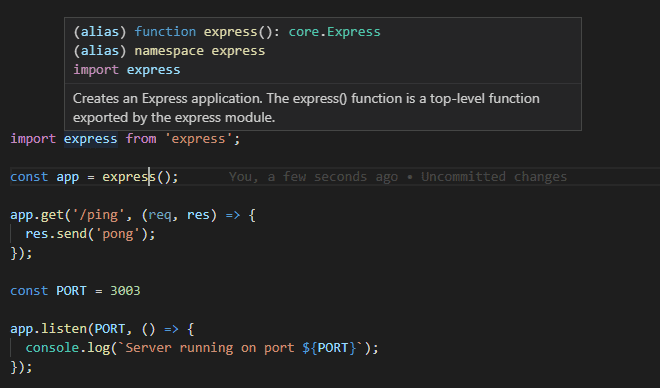 (alias) function express(): core.Express
(alias) namespace express
import express
Creates an Express application. The express() function is a top-level function
exported by the express module.
import express from 'express';
const app = express(); You, a few seconds ago • Uncommitted changes
app.get('/ping', (req, res) => {
res.send('pong');
});
const PORT = 3003
app.listen(PORT, () => {
console.log(`Server running on port ${PORT}`);
});